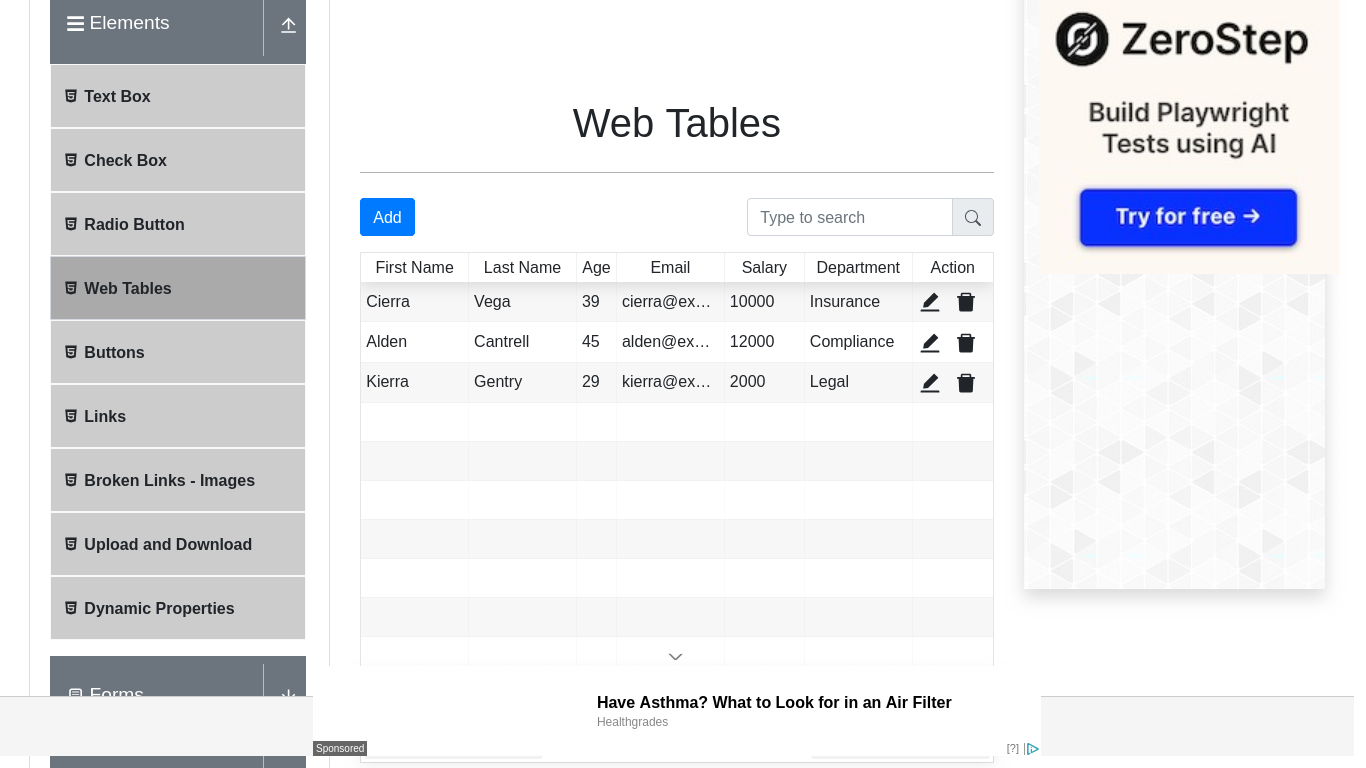 Elements
Text Box
Check Box
Radio Button
Web Tables
Buttons
Links
Broken Links - Images
Upload and Download
Dynamic Properties
Forms
Web Tables
Add
Type to search
First Name Last Name Age Email Salary Department Action
Cierra Vega 39 cierra@ex... 10000 Insurance
Alden Cantrell 45 alden@ex... 12000 Compliance
Kierra Gentry 29 kierra@ex... 2000 Legal
ZeroStep
Build Playwright
Tests using AI
Try for free →
Have Asthma? What to Look for in an Air Filter
Healthgrades
Sponsored
[?]